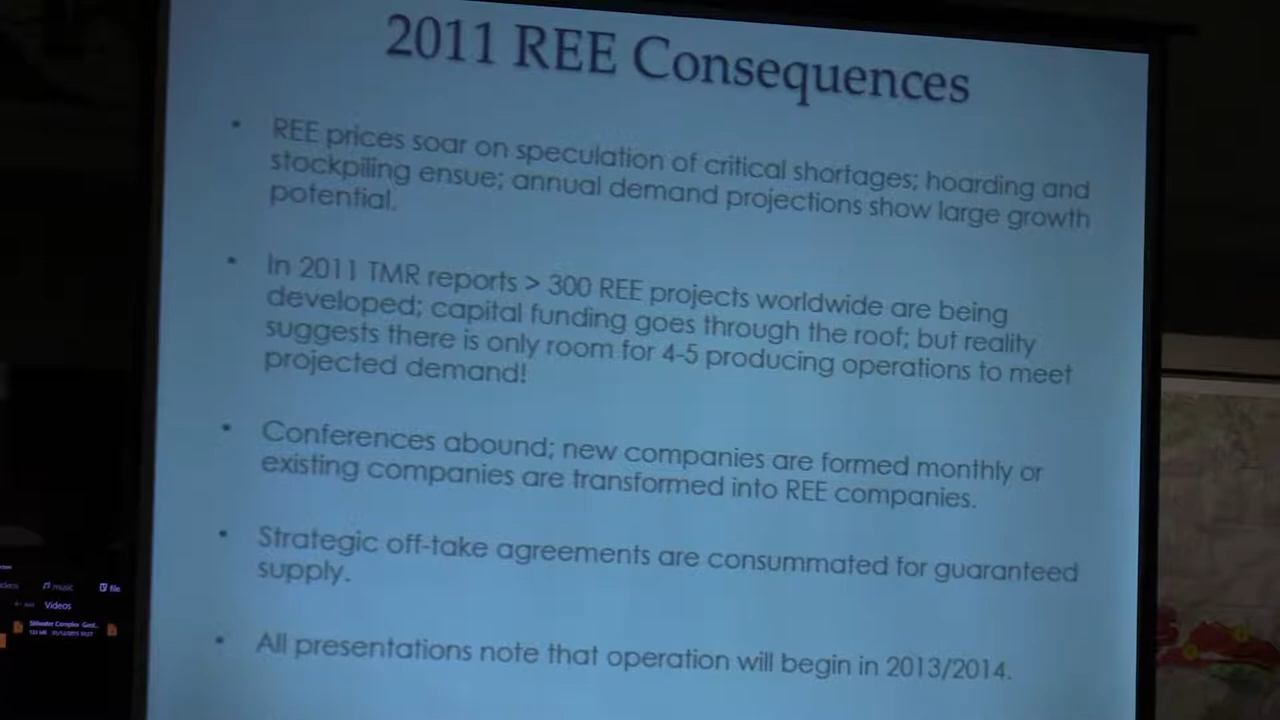 2011 REE Consequences
• REE prices soar on speculation of critical shortages; hoarding and
stockpiling ensue; annual demand projections show large growth
potential.
• In 2011 TMR reports > 300 REE projects worldwide are being
developed; capital funding goes through the roof; but reality
suggests there is only room for 4-5 producing operations to meet
projected demand!
• Conferences abound; new companies are formed monthly or
existing companies are transformed into REE companies.
• Strategic off-take agreements are consummated for guaranteed
supply.
• All presentations note that operation will begin in 2013/2014.
music
file
Videos
Stillwater Complex